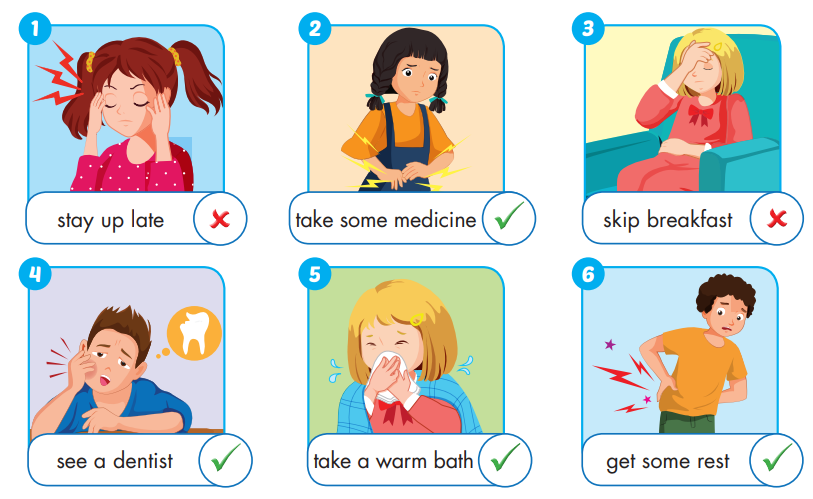 1
stay up late
2
take some medicine
3
skip breakfast
4
see a dentist
5
take a warm bath
6
get some rest